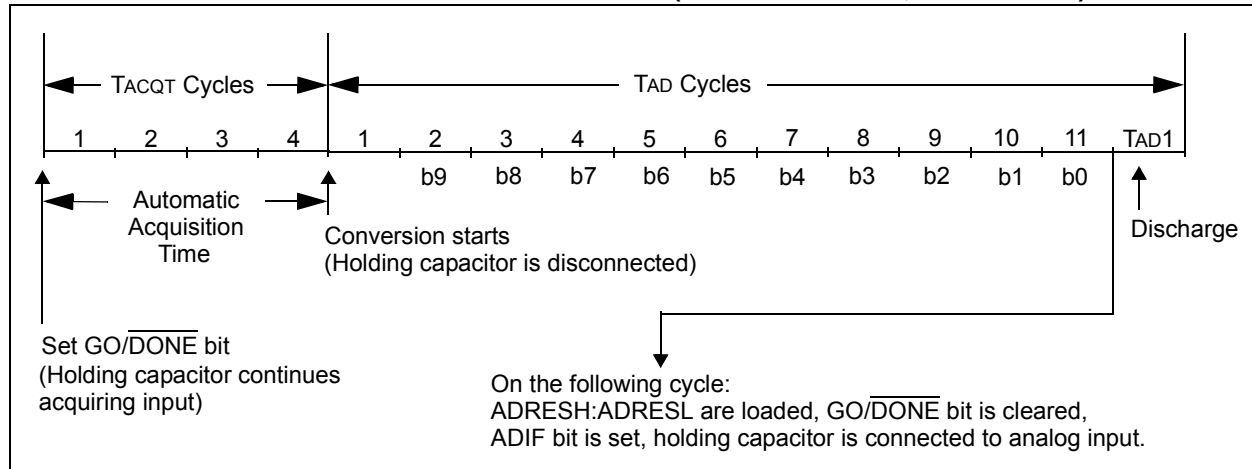 TACQT Cycles
TAD Cycles
1 2 3 4 1 2 3 4 5 6 7 8 9 10 11 TAD1
b9 b8 b7 b6 b5 b4 b3 b2 b1 b0
Automatic
Acquisition
Time
Conversion starts
(Holding capacitor is disconnected)
Discharge
Set GO/DONE bit
(Holding capacitor continues
acquiring input)
On the following cycle:
ADRESH:ADRESL are loaded, GO/DONE bit is cleared,
ADIF bit is set, holding capacitor is connected to analog input.